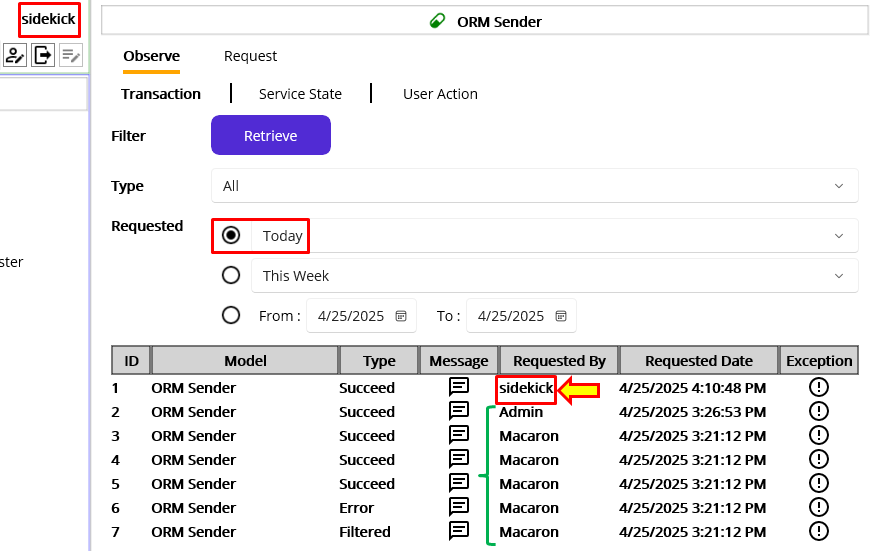 sidekick
ORM Sender
Observe Request
Transaction Service State User Action
Filter Retrieve
Type All
Requested Today
ster
This Week
From : 4/25/2025 To : 4/25/2025
ID Model Type Message Requested By Requested Date Exception
1 ORM Sender Succeed sidekick 4/25/2025 4:10:48 PM
2 ORM Sender Succeed Admin 4/25/2025 3:26:53 PM
3 ORM Sender Succeed Macaron 4/25/2025 3:21:12 PM
4 ORM Sender Succeed Macaron 4/25/2025 3:21:12 PM
5 ORM Sender Succeed Macaron 4/25/2025 3:21:12 PM
6 ORM Sender Error Macaron 4/25/2025 3:21:12 PM
7 ORM Sender Filtered Macaron 4/25/2025 3:21:12 PM